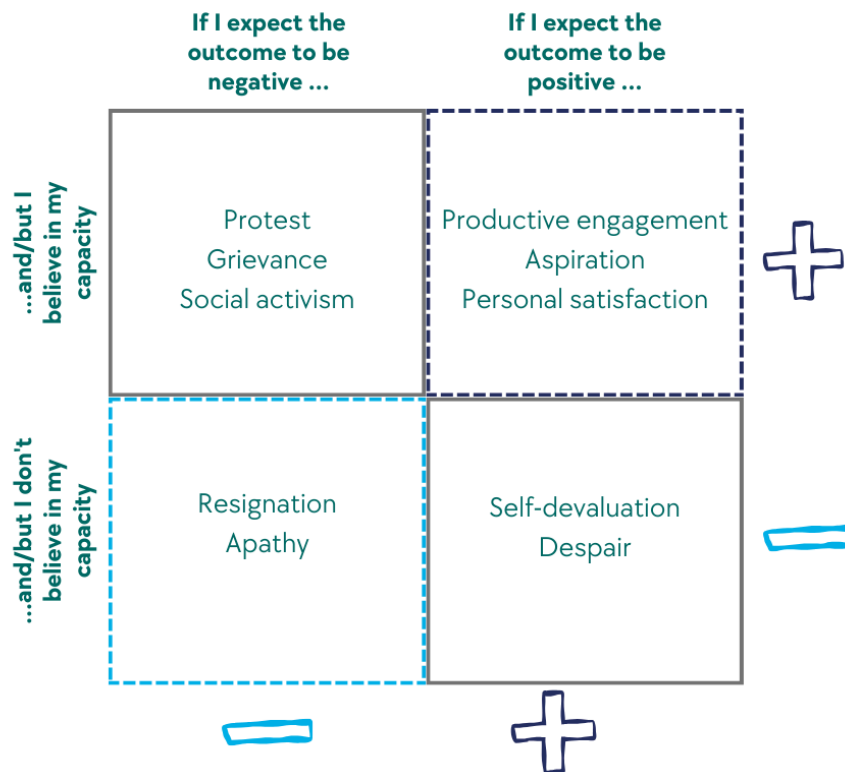 If I expect the
outcome to be
negative ...
If I expect the
outcome to be
positive ...
...and/but I
believe in my
capacity
Protest
Grievance
Social activism
Productive engagement
Aspiration
Personal satisfaction
...and/but I don't
believe in my
capacity
Resignation
Apathy
Self-devaluation
Despair